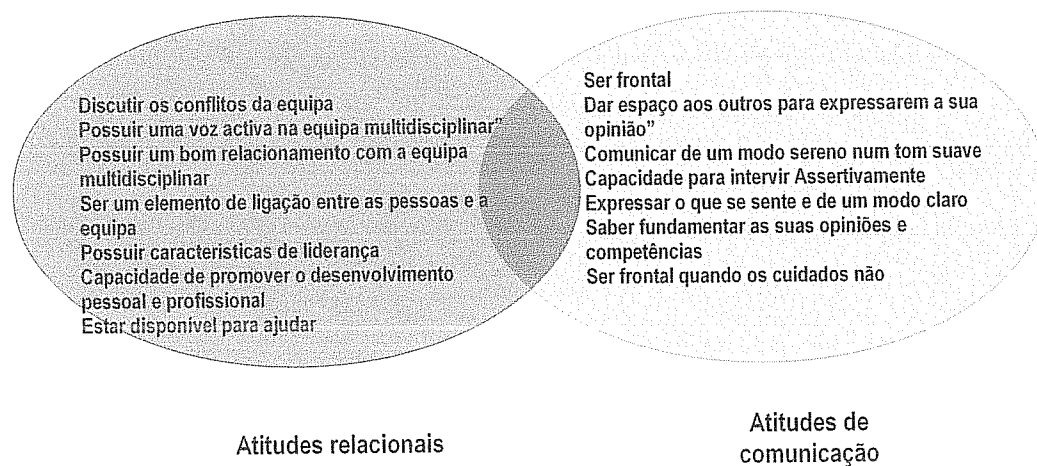 Discutir os conflitos da equipa
Possuir uma voz activa na equipa multidisciplinar"
Possuir um bom relacionamento com a equipa
multidisciplinar
Ser um elemento de ligação entre as pessoas e a
equipa
Possuir características de liderança
Capacidade de promover o desenvolvimento
pessoal e profissional
Estar disponível para ajudar
Ser frontal
Dar espaço aos outros para expressarem a sua
opinião”
Comunicar de um modo sereno num tom suave
Capacidade para intervir Assertivamente
Expressar o que se sente e de um modo claro
Saber fundamentar as suas opiniões e
competências
Ser frontal quando os cuidados não
Atitudes relacionais
Atitudes de
comunicação